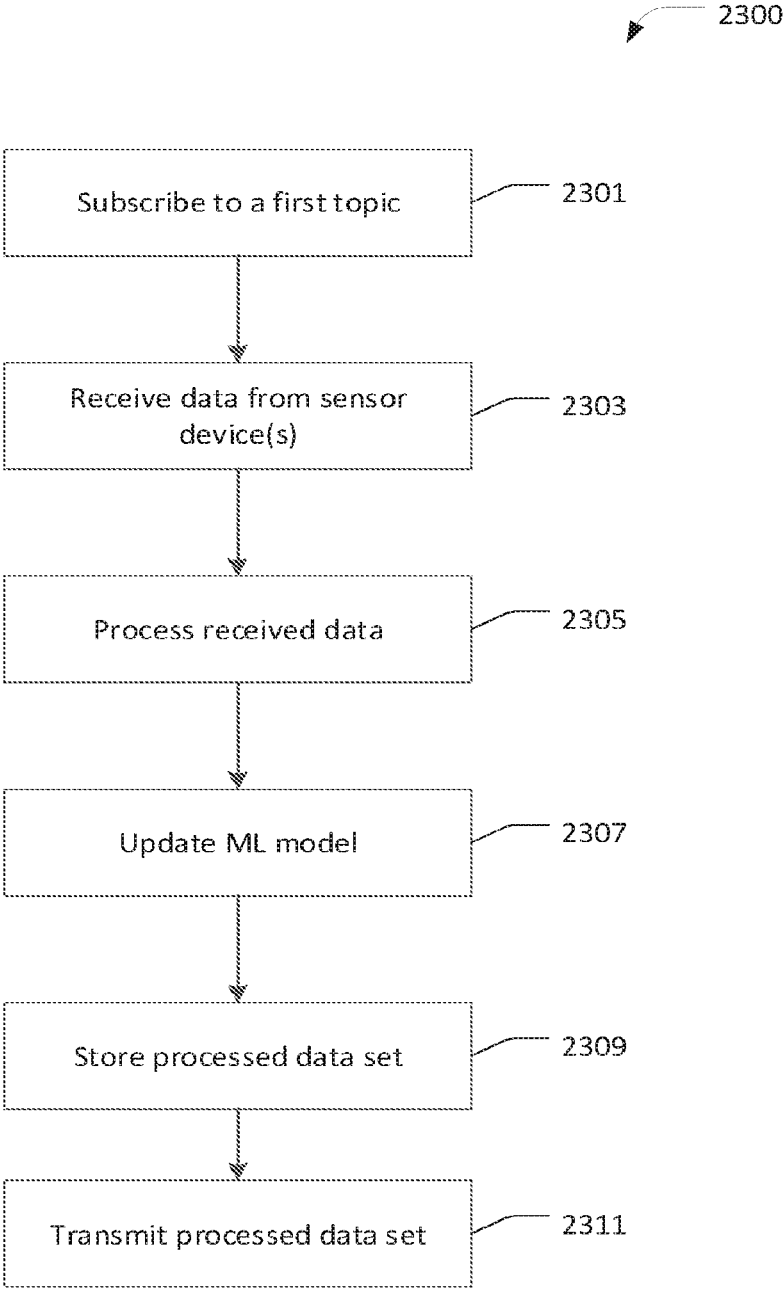 2300
Subscribe to a first topic
2301
Receive data from sensor
device(s)
2303
Process received data
2305
Update ML model
2307
Store processed data set
2309
Transmit processed data set
2311